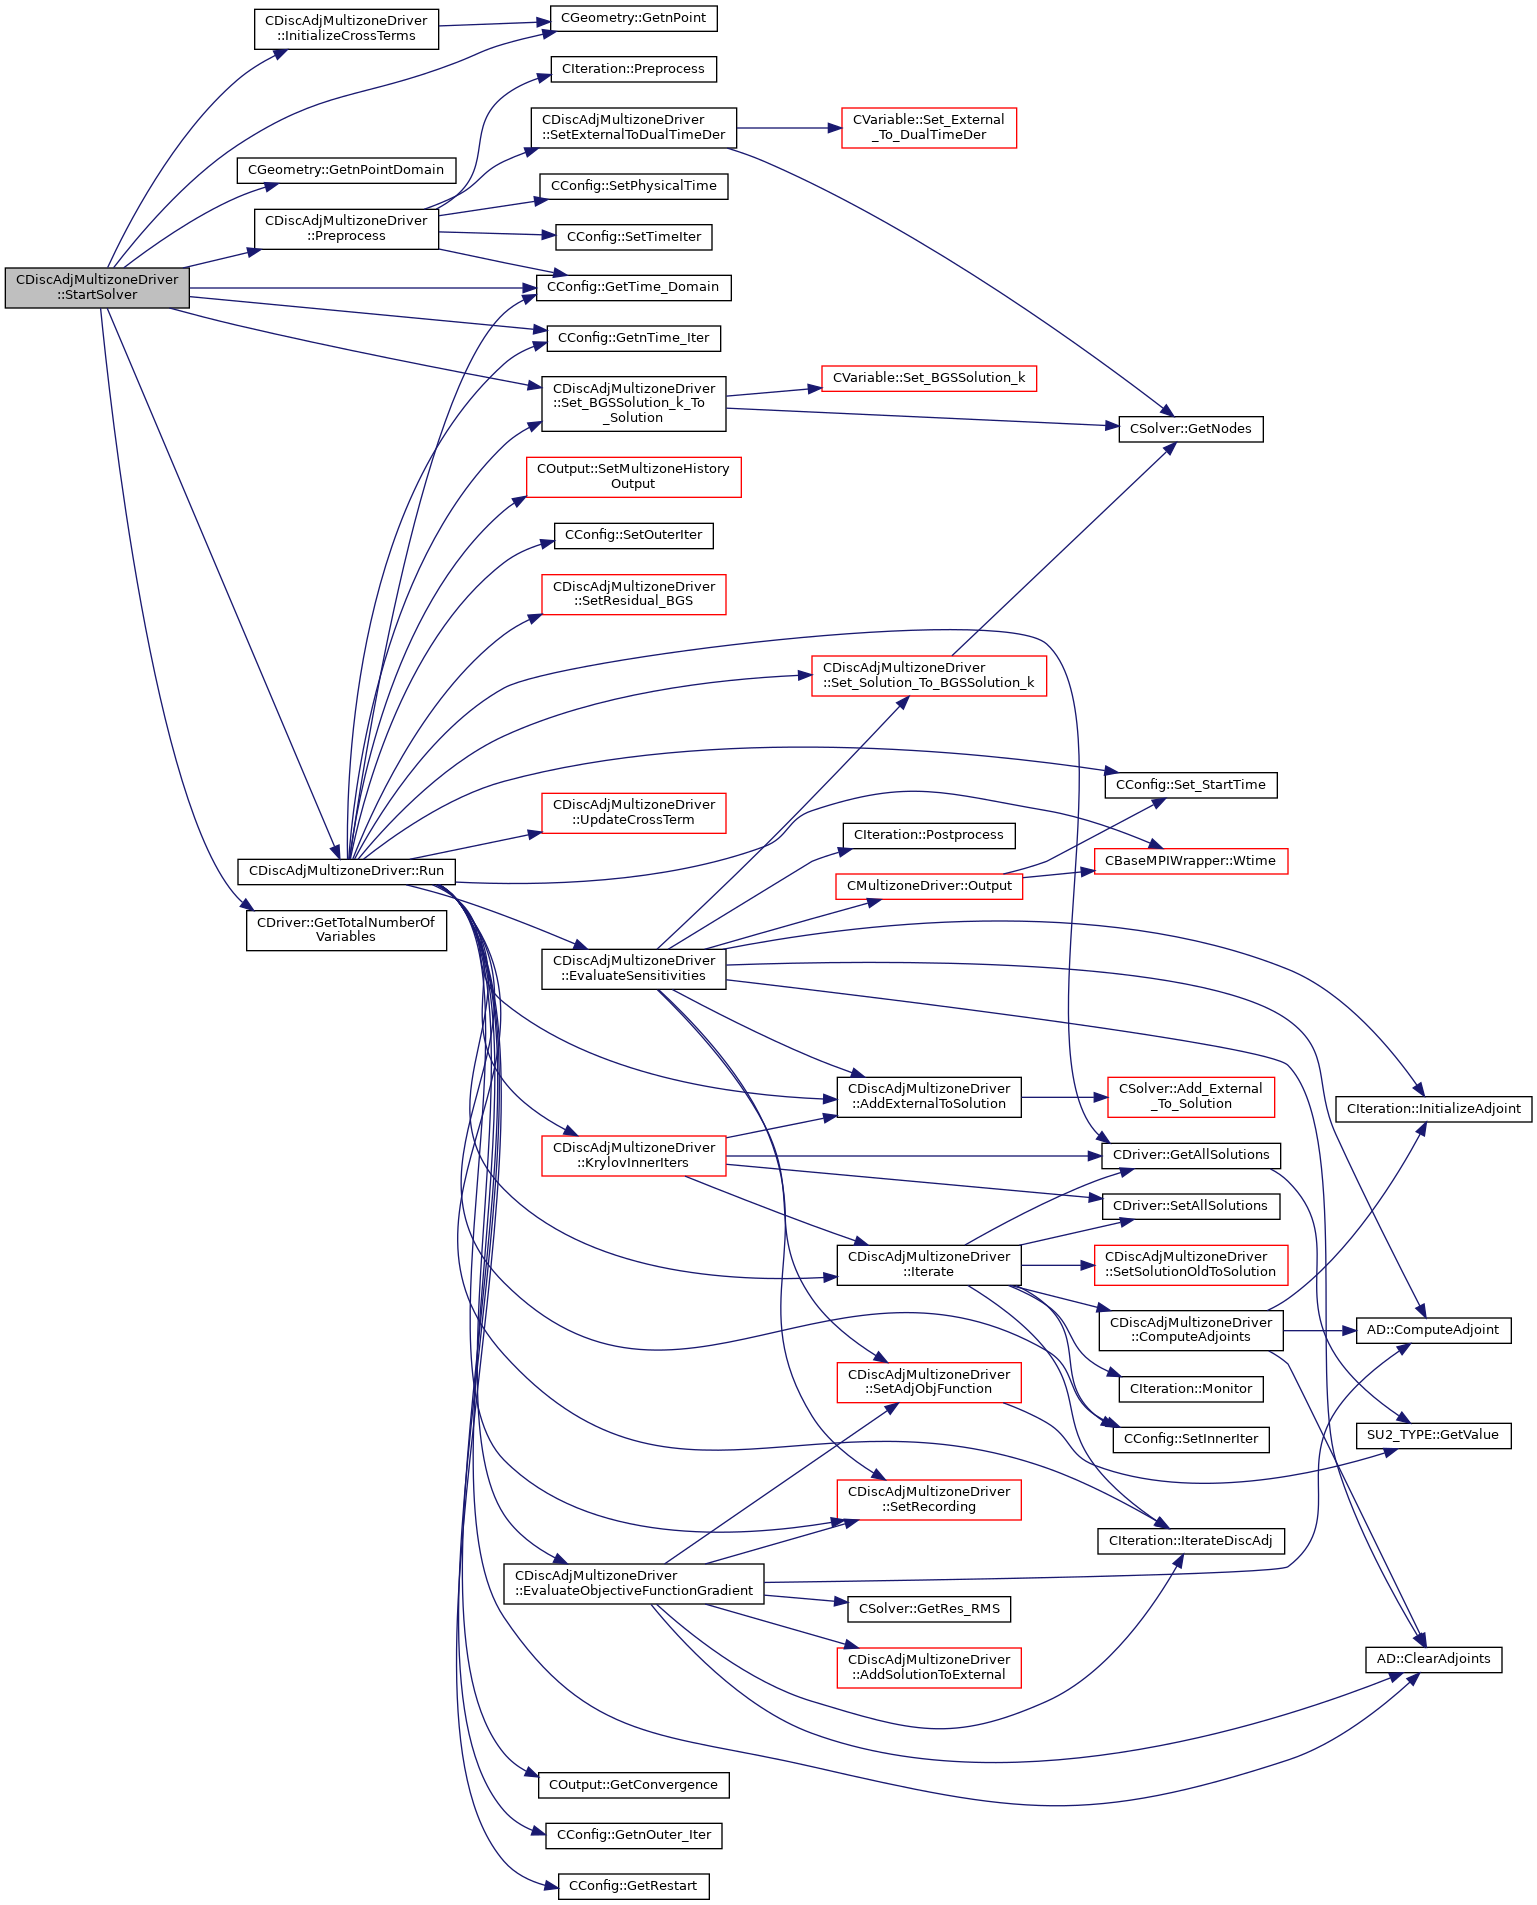 CDiscAdjMultizoneDriver
::StartSolver
CDiscAdjMultizoneDriver
::InitializeCrossTerms
CGeometry::GetnPointDomain
CDiscAdjMultizoneDriver
::Preprocess
CDiscAdjMultizoneDriver::Run
CDriver::GetTotalNumberOf
Variables
CGeometry::GetnPoint
CIteration::Preprocess
CDiscAdjMultizoneDriver
::SetExternalToDualTimeDer
CConfig::SetPhysicalTime
CConfig::SetTimeIter
CConfig::GetTime_Domain
CConfig::GetnTime_Iter
CDiscAdjMultizoneDriver
::Set_BGSSolution_k_To
_Solution
COutput::SetMultizoneHistory
Output
CConfig::SetOuterIter
CDiscAdjMultizoneDriver
::SetResidual_BGS
CDiscAdjMultizoneDriver
::UpdateCrossTerm
CDiscAdjMultizoneDriver
::EvaluateSensitivities
CDiscAdjMultizoneDriver
::KrylovInnerIters
CDiscAdjMultizoneDriver
::EvaluateObjectiveFunctionGradient
COutput::GetConvergence
CConfig::GetnOuter_Iter
CConfig::GetRestart
CVariable::Set_External
_To_DualTimeDer
CVariable::Set_BGSSolution_k
CDiscAdjMultizoneDriver
::Set_Solution_To_BGSSolution_k
CIteration::Postprocess
CMultizoneDriver::Output
CDiscAdjMultizoneDriver
::AddExternalToSolution
CDiscAdjMultizoneDriver
::Iterate
CDiscAdjMultizoneDriver
::SetAdjObjFunction
CDiscAdjMultizoneDriver
::SetRecording
CSolver::GetRes_RMS
CDiscAdjMultizoneDriver
::AddSolutionToExternal
CSolver::GetNodes
CConfig::Set_StartTime
CBaseMPIWrapper::Wtime
CSolver::Add_External
_To_Solution
CDriver::GetAllSolutions
CDriver::SetAllSolutions
CDiscAdjMultizoneDriver
::SetSolutionOldToSolution
CDiscAdjMultizoneDriver
::ComputeAdjoints
CIteration::Monitor
CConfig::SetInnerIter
CIteration::IterateDiscAdj
CIteration::InitializeAdjoint
AD::ComputeAdjoint
SU2_TYPE::GetValue
AD::ClearAdjoints